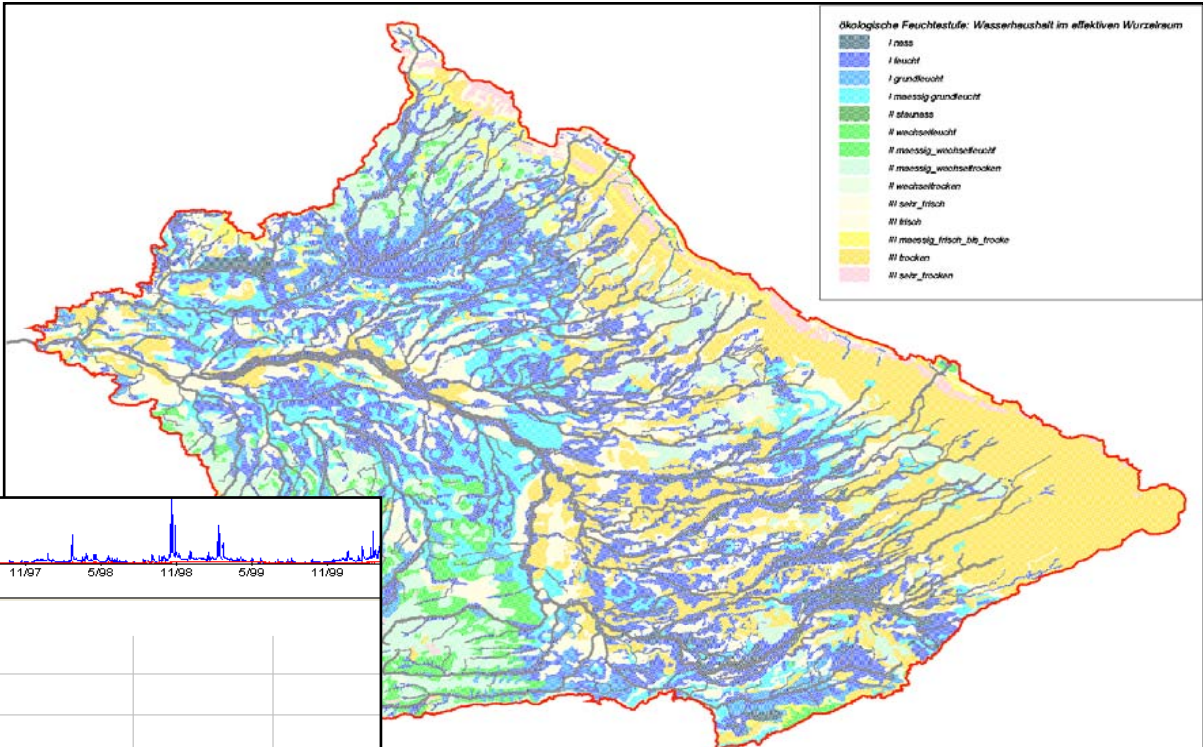 ökologische Feuchtestufe: Wasserhaushalt im effektiven Wurzelraum
I nass
I feucht
I grundfeucht
I maessig grundfeucht
II staunass
II wechselfeucht
II maessig_wechselfeucht
II maessig_wechseltrocken
II wechseltrocken
III sehr_frisch
III frisch
III maessig_frisch_bis_trocke
III trocken
III sehr_trocken
11/97 5/98 11/98 5/99 11/99